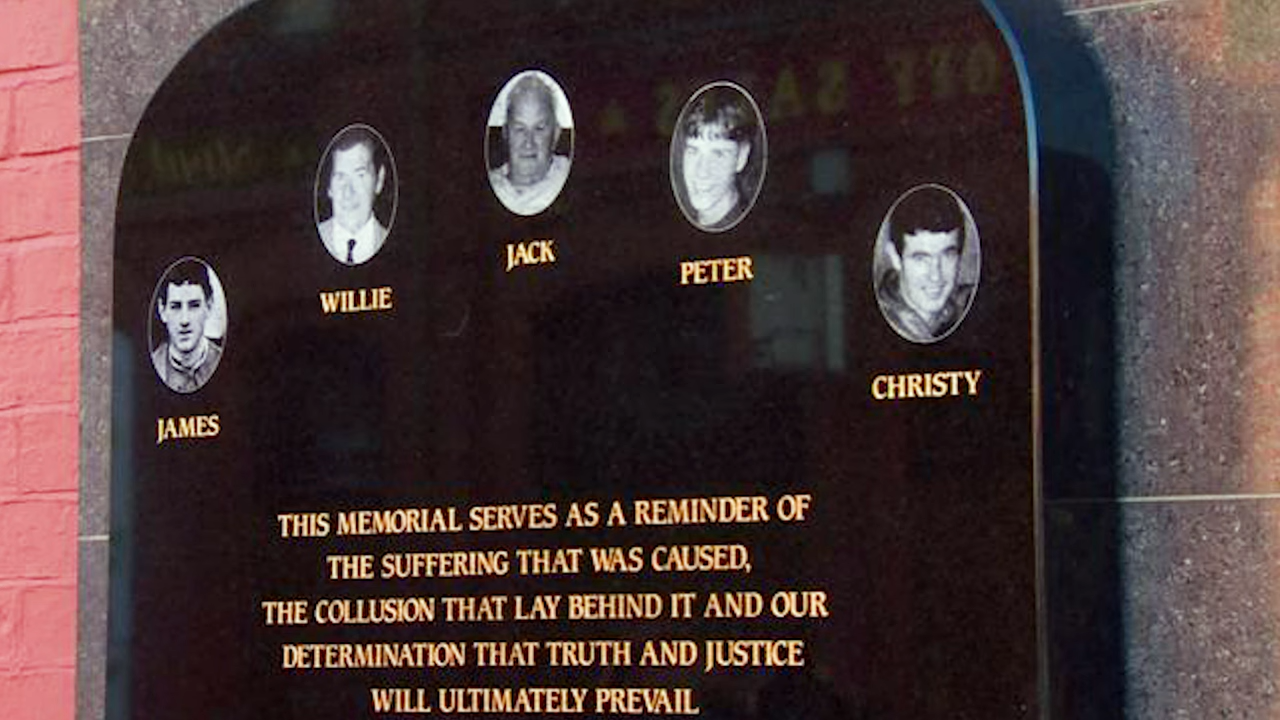 JACK
PETER
WILLIE
CHRISTY
JAMES
THIS MEMORIAL SERVES AS A REMINDER OF
THE SUFFERING THAT WAS CAUSED,
THE COLLUSION THAT LAY BEHIND IT AND OUR
DETERMINATION THAT TRUTH AND JUSTICE
WILL ULTIMATELY PREVAIL